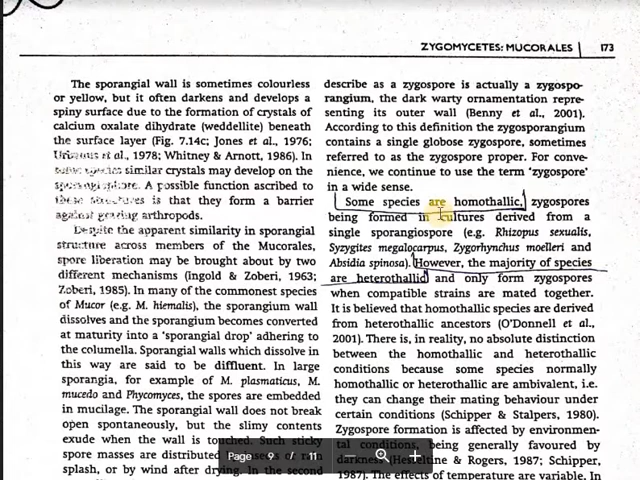 ZYGOMYCETES: MUCORALES 173
The sporangial wall is sometimes colourless
or yellow, but it often darkens and develops a
spiny surface due to the formation of crystals of
calcium oxalate dihydrate (weddellite) beneath
the surface layer (Fig. 7.14c; Jones et al., 1976;
Urbanus et al., 1978; Whitney & Arnott, 1986). In
some species similar crystals may develop on the
sporangiophore. A possible function ascribed to
these structures is that they form a barrier
against grazing arthropods.
Despite the apparent similarity in sporangial
structure across members of the Mucorales,
spore liberation may be brought about by two
different mechanisms (Ingold & Zoberi, 1963;
Zoberi, 1985). In many of the commonest species
of Mucor (e.g. M. hiemalis), the sporangium wall
dissolves and the sporangium becomes converted
at maturity into a 'sporangial drop' adhering to
the columella. Sporangial walls which dissolve in
this way are said to be diffluent. In large
sporangia, for example of M. plasmaticus, M.
mucedo and Phycomyces, the spores are embedded
in mucilage. The sporangium wall does not break
open spontaneously, but the slimy contents
exude when the wall is touched. Such sticky
spore masses are distributed by insects or rain
splash, or by wind after drying. In the second
describe as a zygospore is actually a zygospo-
rangium, the dark warty ornamentation repre-
senting its outer wall (Benny et al., 2001).
According to this definition the zygosporangium
contains a single globose zygospore, sometimes
referred to as the zygospore proper. For conve-
nience, we continue to use the term 'zygospore'
in a wide sense.
Some species are homothallic, zygospores
being formed in cultures derived from a
single sporangiospore (e.g. Rhizopus sexualis,
Syzygites megalocarpus, Zygorhynchus moelleri and
Absidia spinosa). However, the majority of species
are heterothallic and only form zygospores
when compatible strains are mated together.
It is believed that homothallic species are derived
from heterothallic ancestors (O'Donnell et al.,
2001). There is, in reality, no absolute distinction
between the homothallic and heterothallic
conditions because some species normally
homothallic or heterothallic are ambivalent, i.e.
they can change their mating behaviour under
certain conditions (Schipper & Stalpers, 1980).
Zygospore formation is affected by environmen-
tal conditions, being generally favoured by
darkness (Hesseltine & Rogers, 1987; Schipper,
1987). The effects of temperature are variable. In
Page 9 / 11